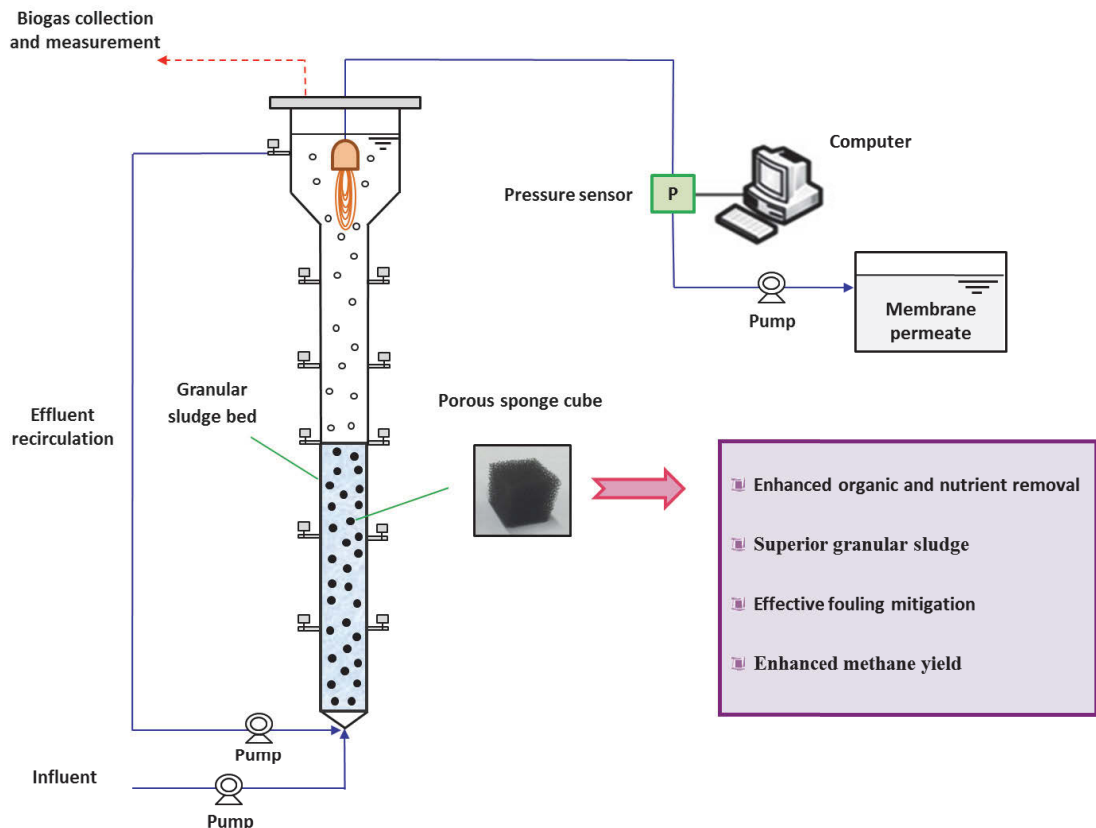 Biogas collection
and measurement
Computer
Pressure sensor
P
Pump
Membrane
permeate
Granular
sludge bed
Porous sponge cube
Effluent
recirculation
Enhanced organic and nutrient removal
Superior granular sludge
Effective fouling mitigation
Enhanced methane yield
Pump
Influent
Pump